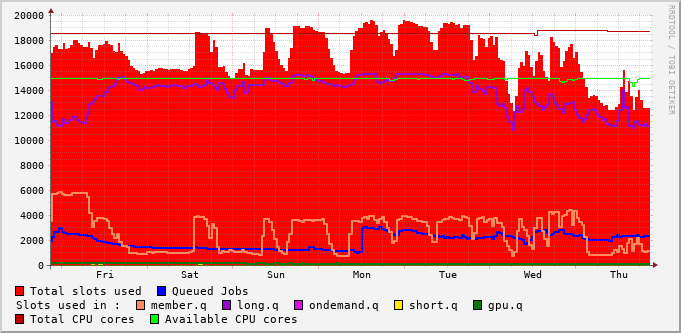 20000
18000
16000
14000
12000
10000
8000
6000
4000
2000
0
Fri Sat Sun Mon Tue Wed Thu
RRDTOOL / TOBI OETIKER
Total slots used Queued Jobs
Slots used in : member.q long.q ondemand.q short.q gpu.q
Total CPU cores Available CPU cores